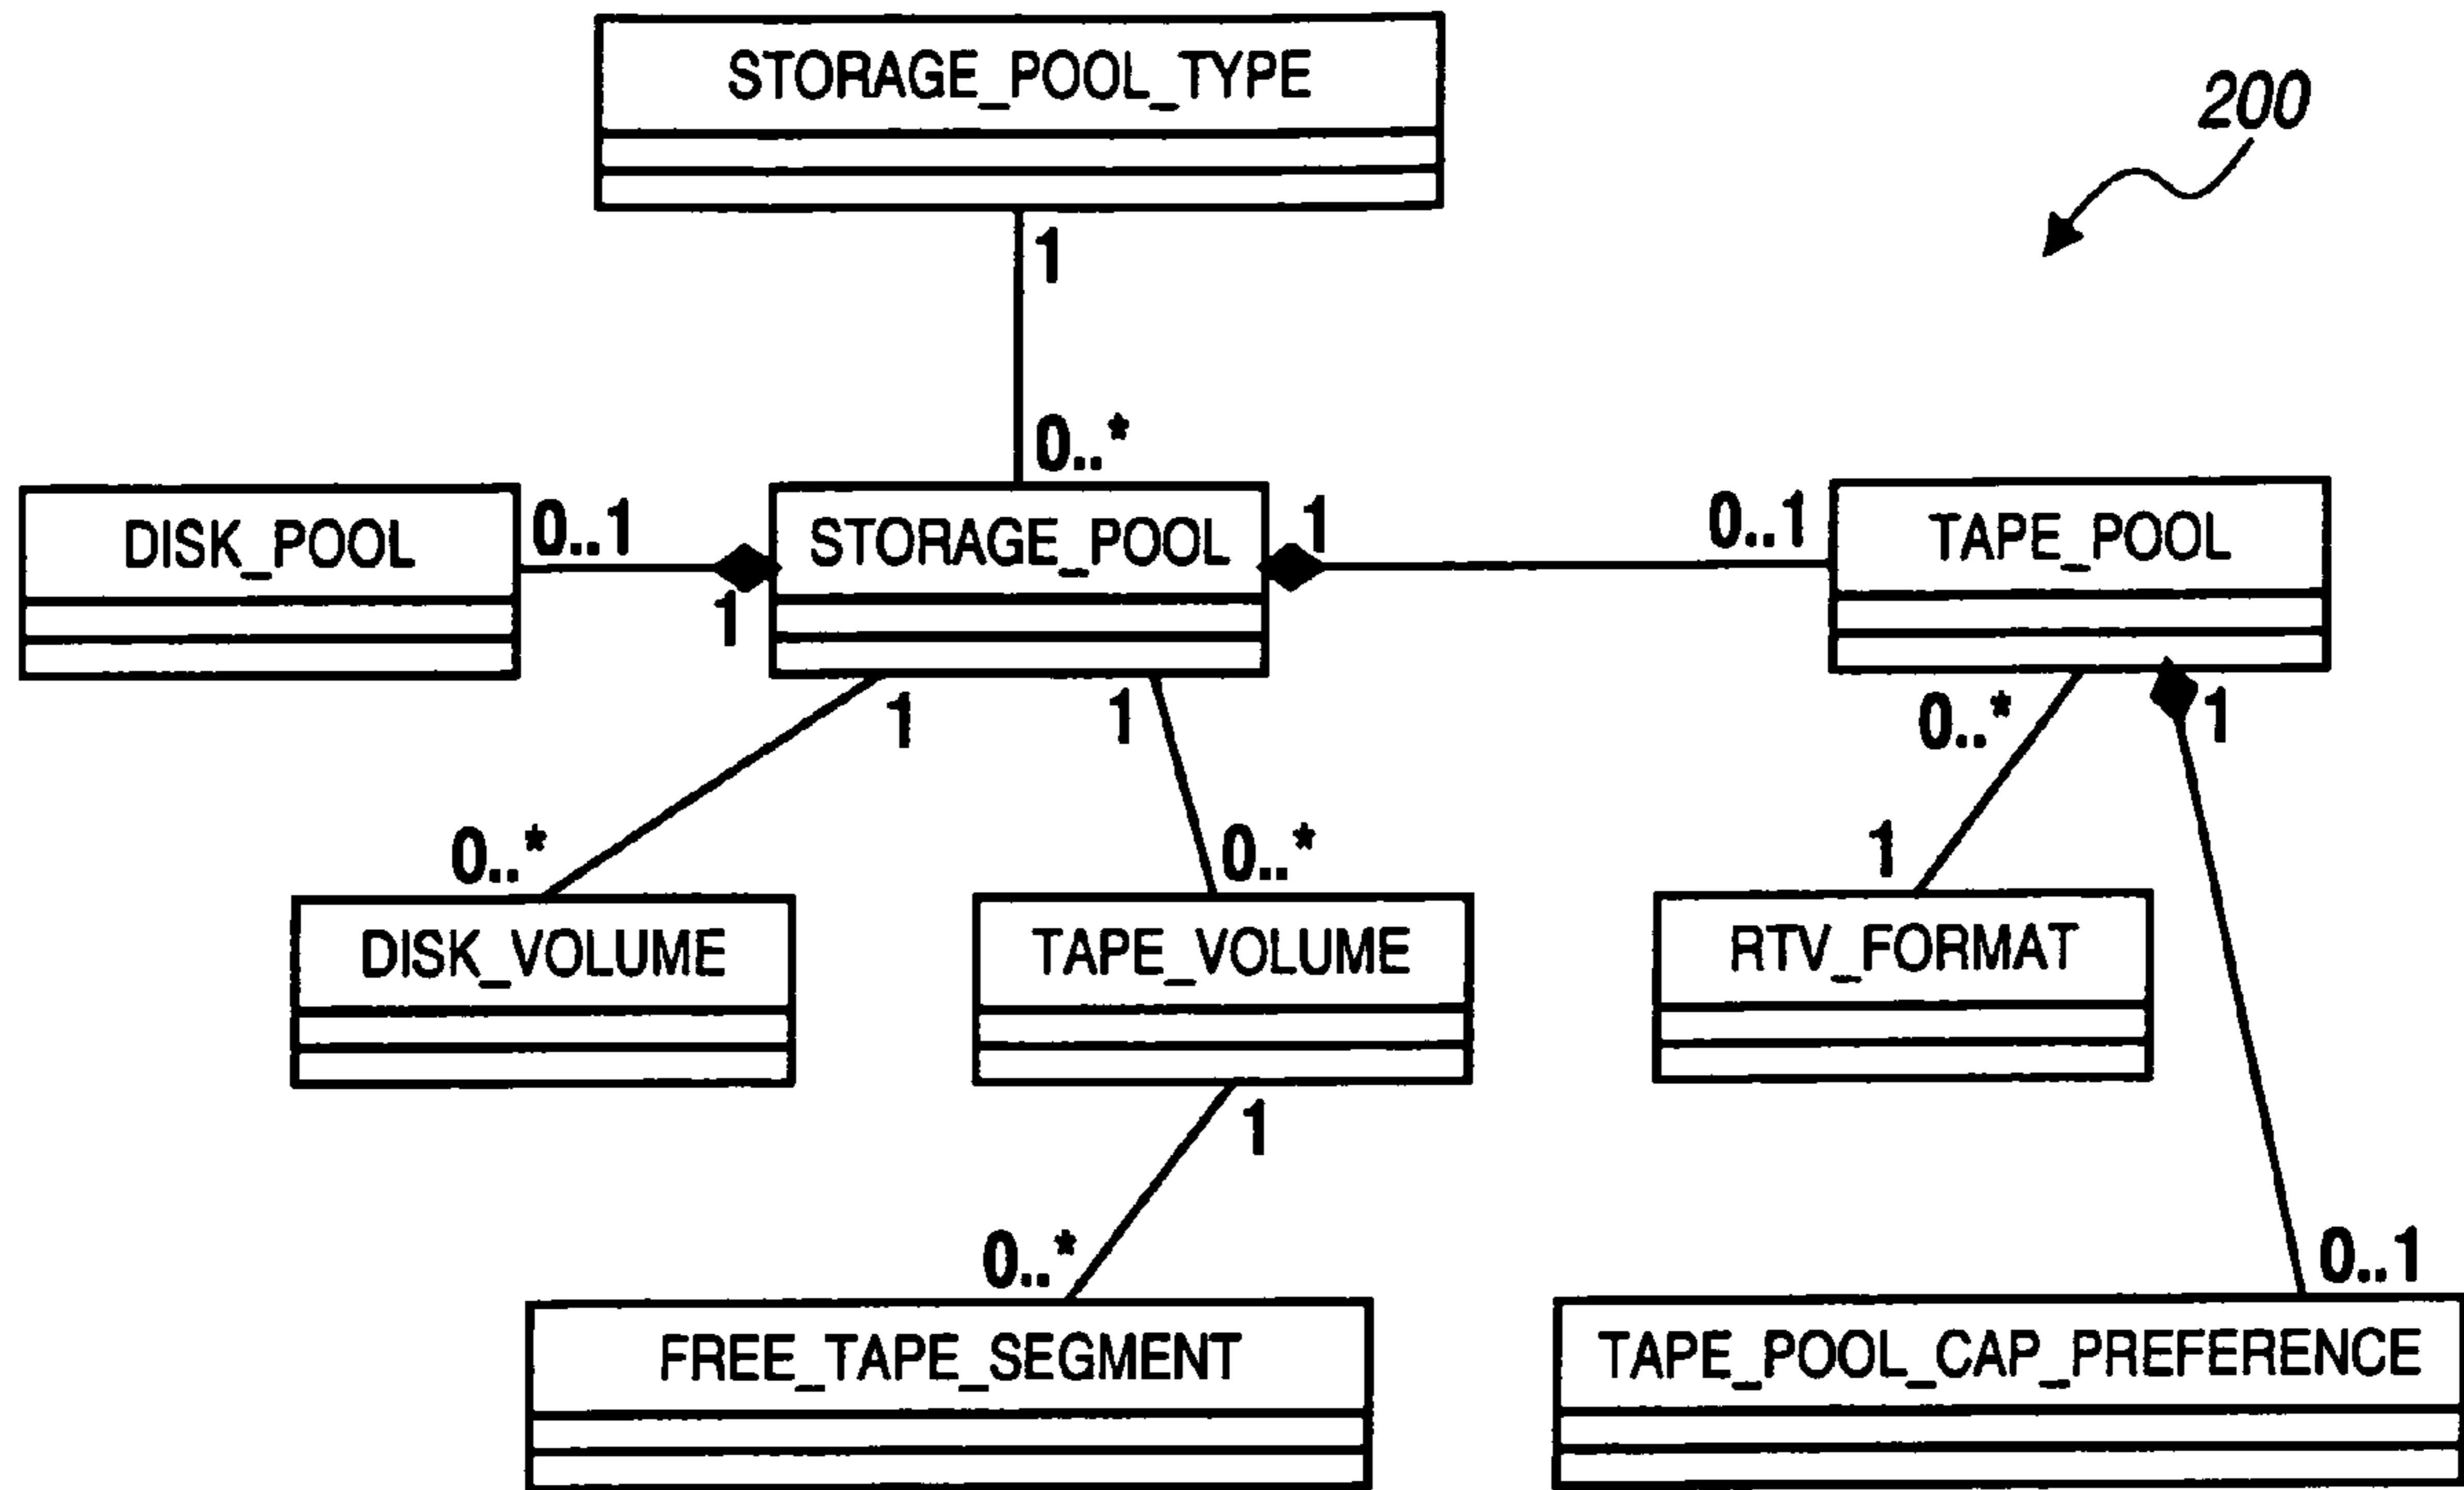 STORAGE_POOL_TYPE
200
1
0..*
DISK_POOL
0..1
1
STORAGE_POOL
1
0..1
TAPE_POOL
1
1
0..*
1
0..*
0..*
1
DISK_VOLUME
TAPE_VOLUME
RTV_FORMAT
1
0..*
0..1
FREE_TAPE_SEGMENT
TAPE_POOL_CAP_PREFERENCE